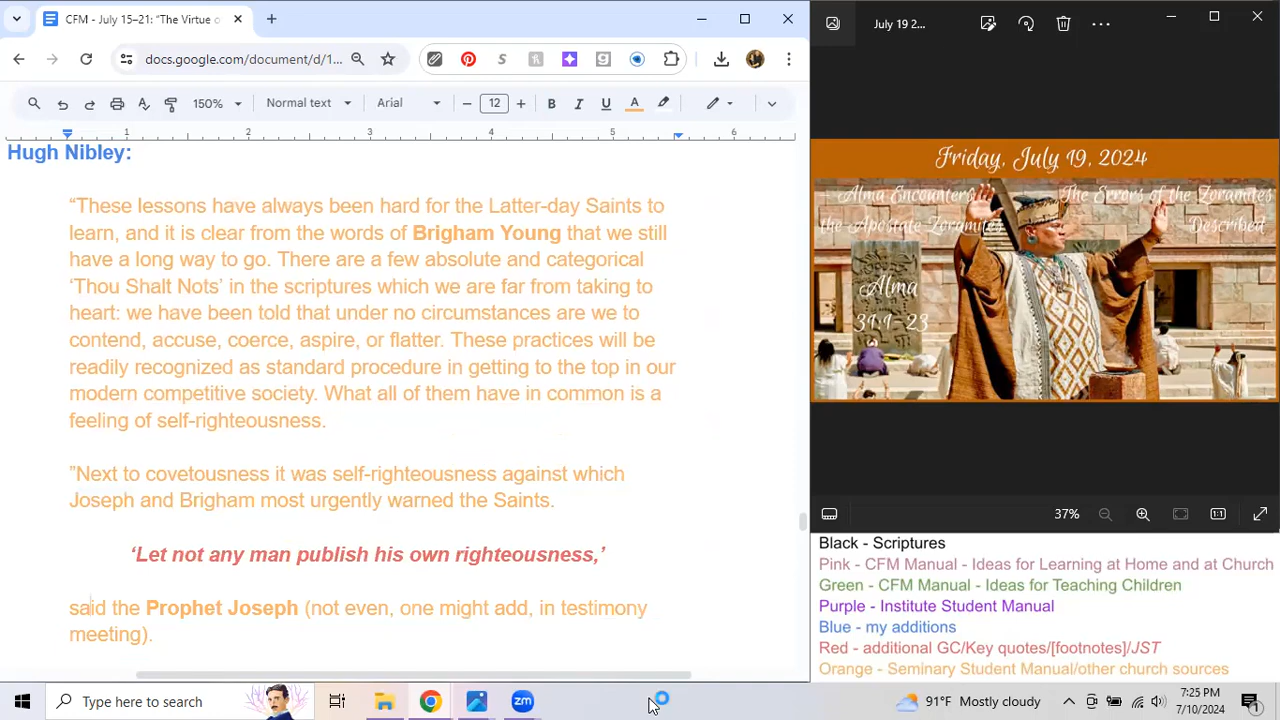 CFM - July 15–21: “The Virtue o
docs.google.com/document/d/1...
150%
Normal text
Arial
12
B
I
U
A
1
2
3
4
5
6
Hugh Nibley:
“These lessons have always been hard for the Latter-day Saints to
learn, and it is clear from the words of Brigham Young that we still
have a long way to go. There are a few absolute and categorical
‘Thou Shalt Nots’ in the scriptures which we are far from taking to
heart: we have been told that under no circumstances are we to
contend, accuse, coerce, aspire, or flatter. These practices will be
readily recognized as standard procedure in getting to the top in our
modern competitive society. What all of them have in common is a
feeling of self-righteousness.
”Next to covetousness it was self-righteousness against which
Joseph and Brigham most urgently warned the Saints.
‘Let not any man publish his own righteousness,’
said the Prophet Joseph (not even, one might add, in testimony
meeting).
July 19 2...
Friday, July 19, 2024
Alma Encounters
the Apostate Zoramites
The Errors of the Zoramites
Described
Alma
31:1-23
37%
1:1
Black - Scriptures
Pink - CFM Manual - Ideas for Learning at Home and at Church
Green - CFM Manual - Ideas for Teaching Children
Purple - Institute Student Manual
Blue - my additions
Red - additional GC/Key quotes/[footnotes]/JST
Orange - Seminary Student Manual/other church sources
Type here to search
zm
91°F Mostly cloudy
7:25 PM
7/10/2024
1